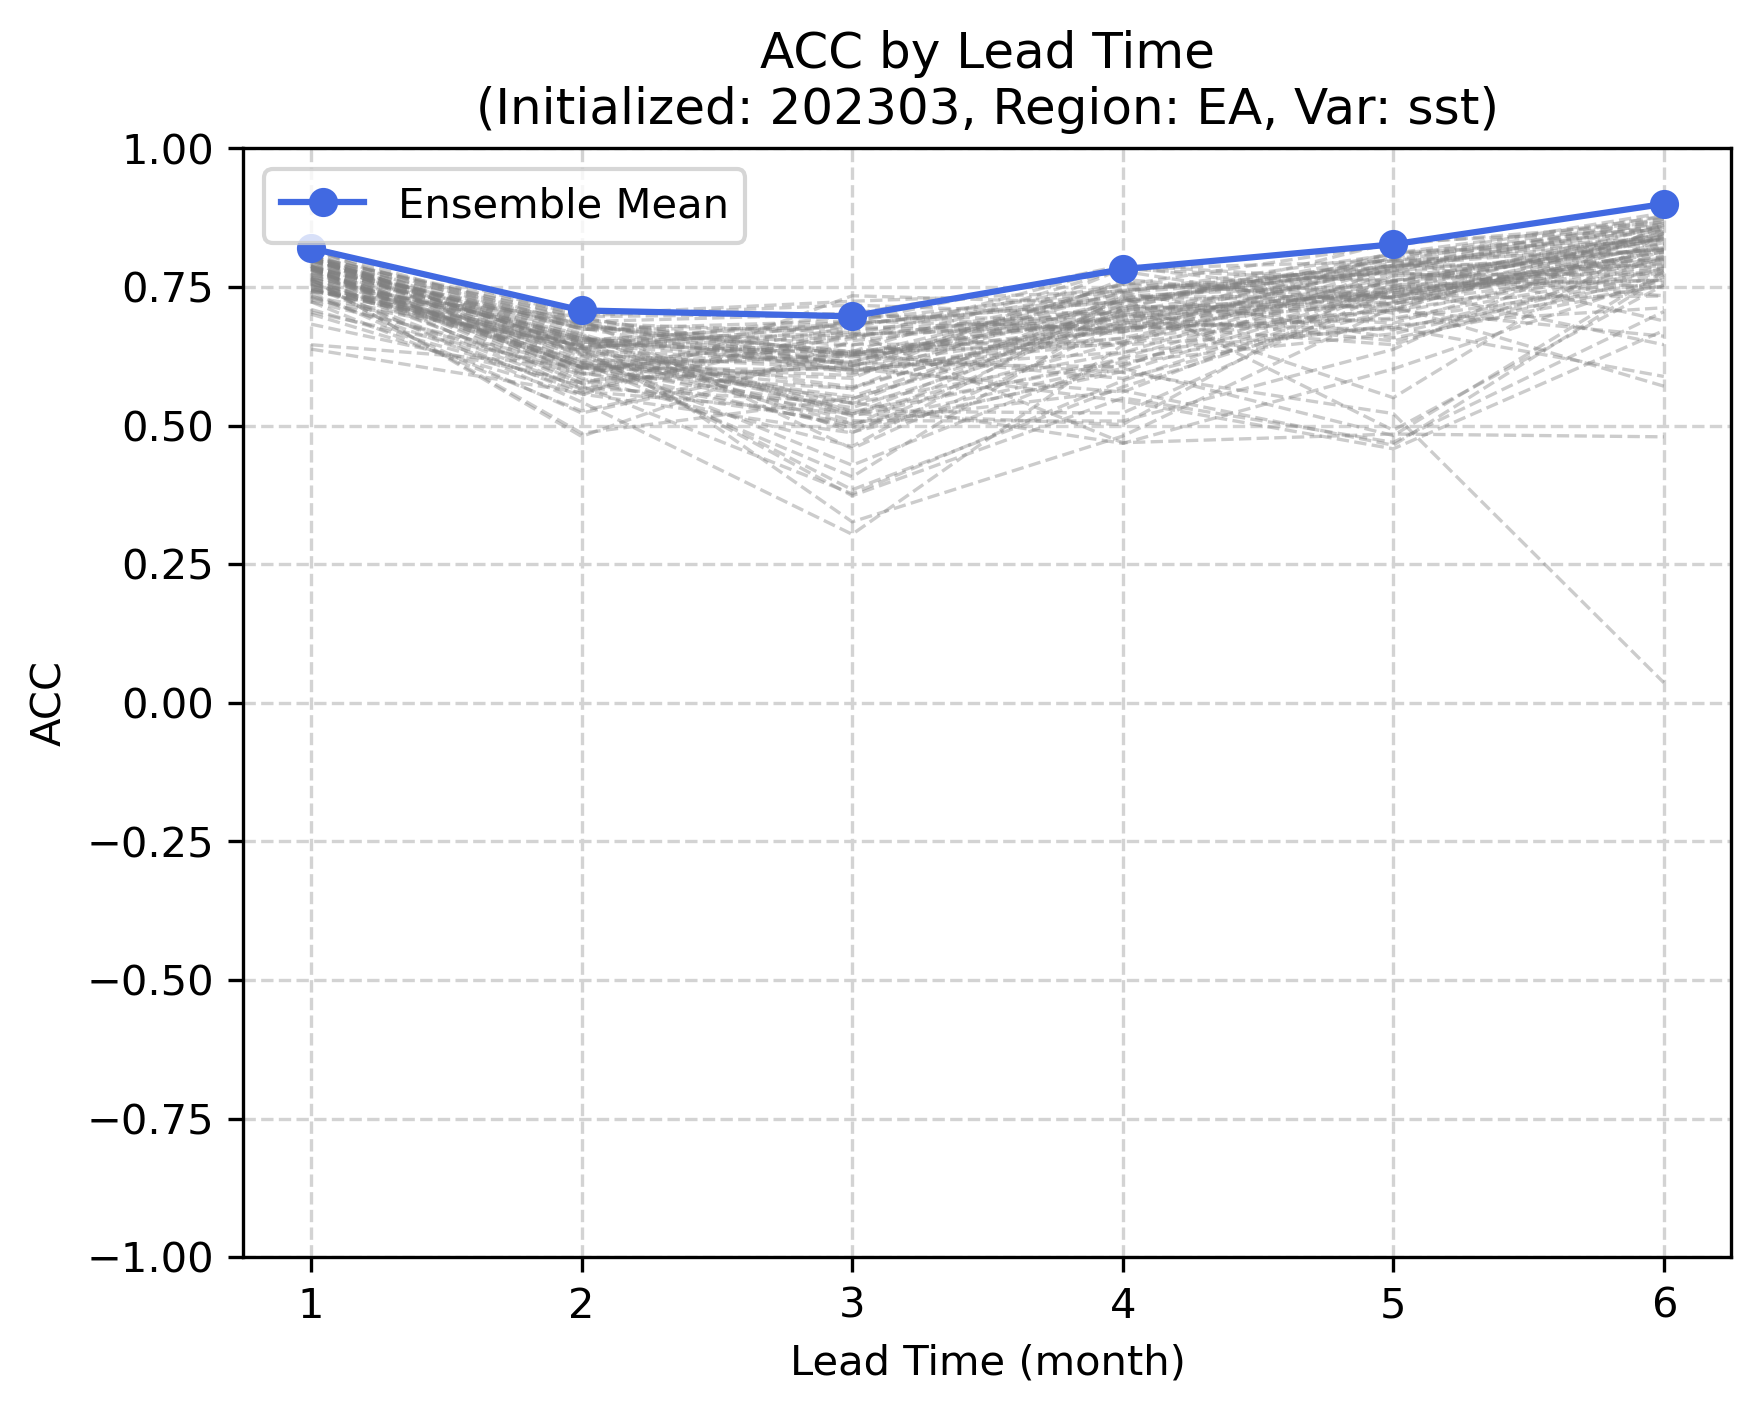 ACC by Lead Time
(Initialized: 202303, Region: EA, Var: sst)
Ensemble Mean
1.00
0.75
0.50
0.25
0.00
−0.25
−0.50
−0.75
−1.00
ACC
1 2 3 4 5 6
Lead Time (month)